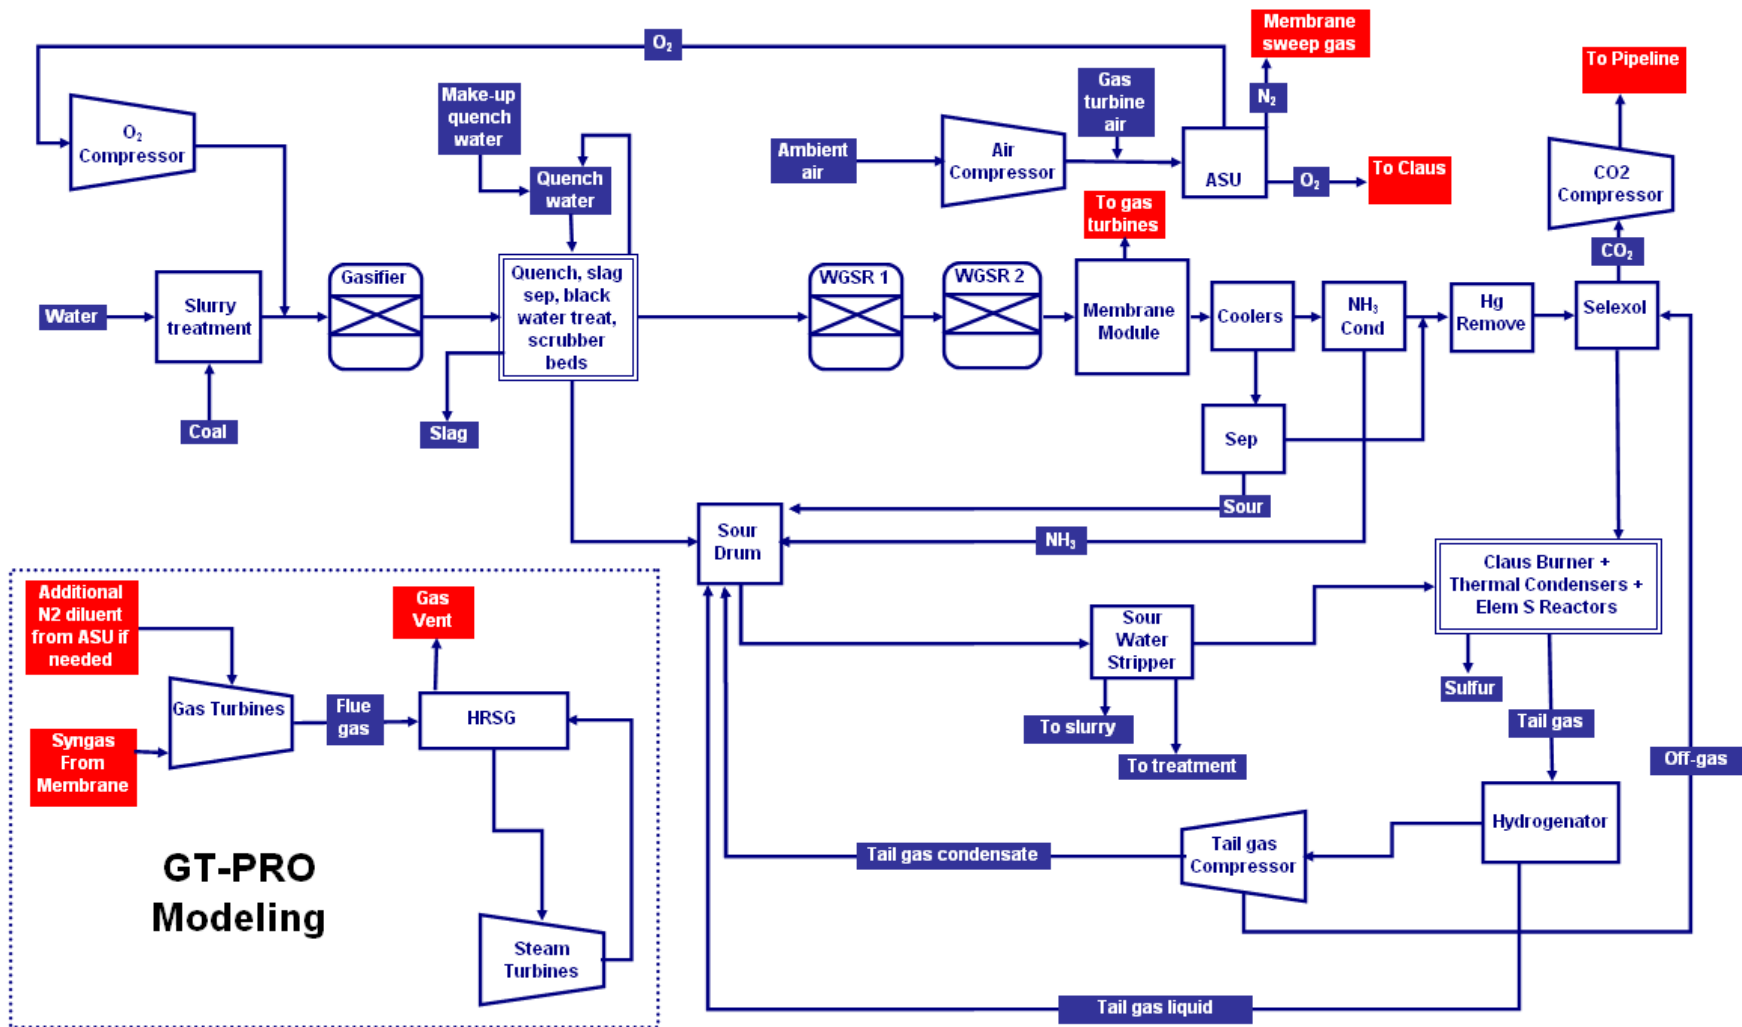 O₂
Membrane
sweep gas
To Pipeline
Make-up
quench
water
Gas
turbine
air
N₂
O₂
Compressor
Ambient
air
Air
Compressor
ASU
O₂
To Claus
CO2
Compressor
Quench
water
To gas
turbines
CO₂
Water
Slurry
treatment
Gasifier
Quench, slag
sep, black
water treat,
scrubber
beds
WGSR 1
WGSR 2
Membrane
Module
Coolers
NH₃
Cond
Hg
Remove
Selexol
Coal
Slag
Sep
Sour
Sour
Drum
NH₃
Claus Burner +
Thermal Condensers +
Elem S Reactors
Sour
Water
Stripper
Sulfur
To slurry
Tail gas
To treatment
Off-gas
Hydrogenator
Tail gas
Compressor
Tail gas condensate
Tail gas liquid
Additional
N2 diluent
from ASU if
needed
Gas
Vent
Gas Turbines
Flue
gas
HRSG
Syngas
From
Membrane
GT-PRO
Modeling
Steam
Turbines